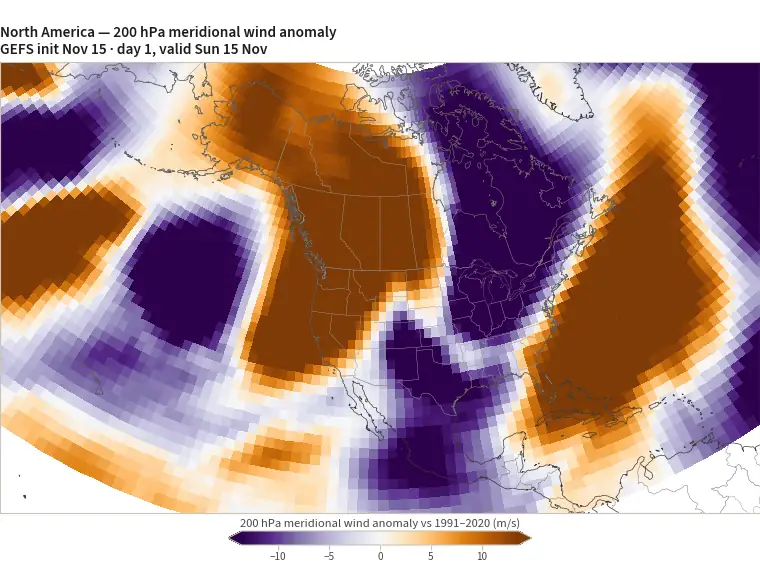 North America — 200 hPa meridional wind anomaly
GEFS init Nov 15 · day 1, valid Sun 15 Nov
200 hPa meridional wind anomaly vs 1991–2020 (m/s)
−10 −5 0 5 10